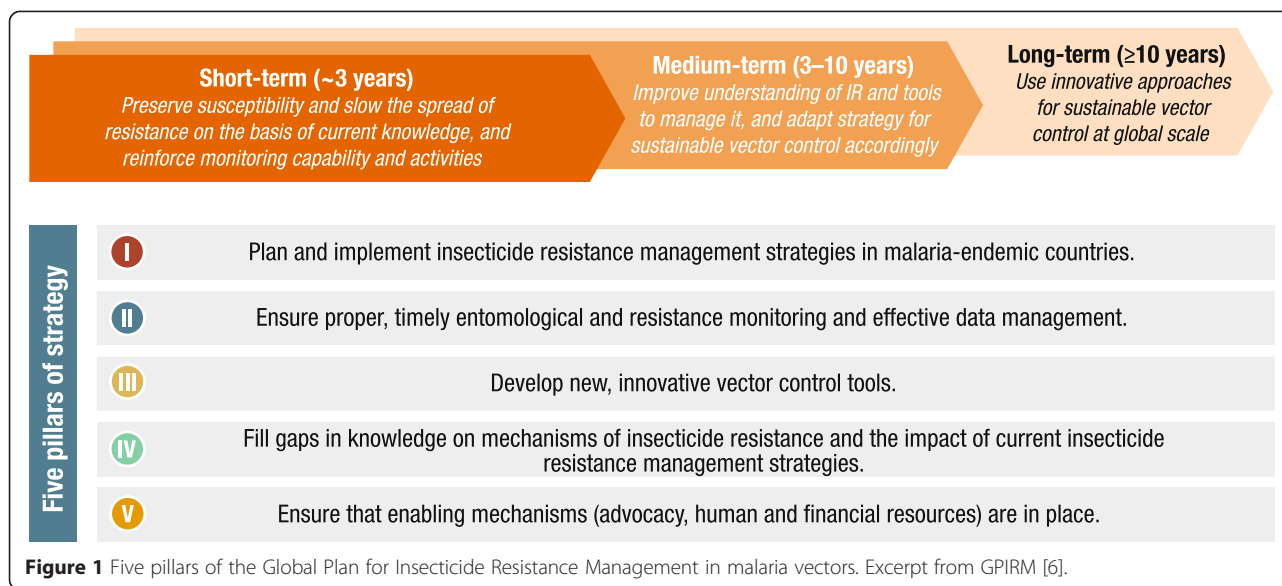 Short-term (~3 years)
Preserve susceptibility and slow the spread of
resistance on the basis of current knowledge, and
reinforce monitoring capability and activities
Medium-term (3–10 years)
Improve understanding of IR and tools
to manage it, and adapt strategy for
sustainable vector control accordingly
Long-term (≥10 years)
Use innovative approaches
for sustainable vector
control at global scale
Five pillars of strategy
I
Plan and implement insecticide resistance management strategies in malaria-endemic countries.
II
Ensure proper, timely entomological and resistance monitoring and effective data management.
III
Develop new, innovative vector control tools.
IV
Fill gaps in knowledge on mechanisms of insecticide resistance and the impact of current insecticide
resistance management strategies.
V
Ensure that enabling mechanisms (advocacy, human and financial resources) are in place.
Figure 1 Five pillars of the Global Plan for Insecticide Resistance Management in malaria vectors. Excerpt from GPIRM [6].